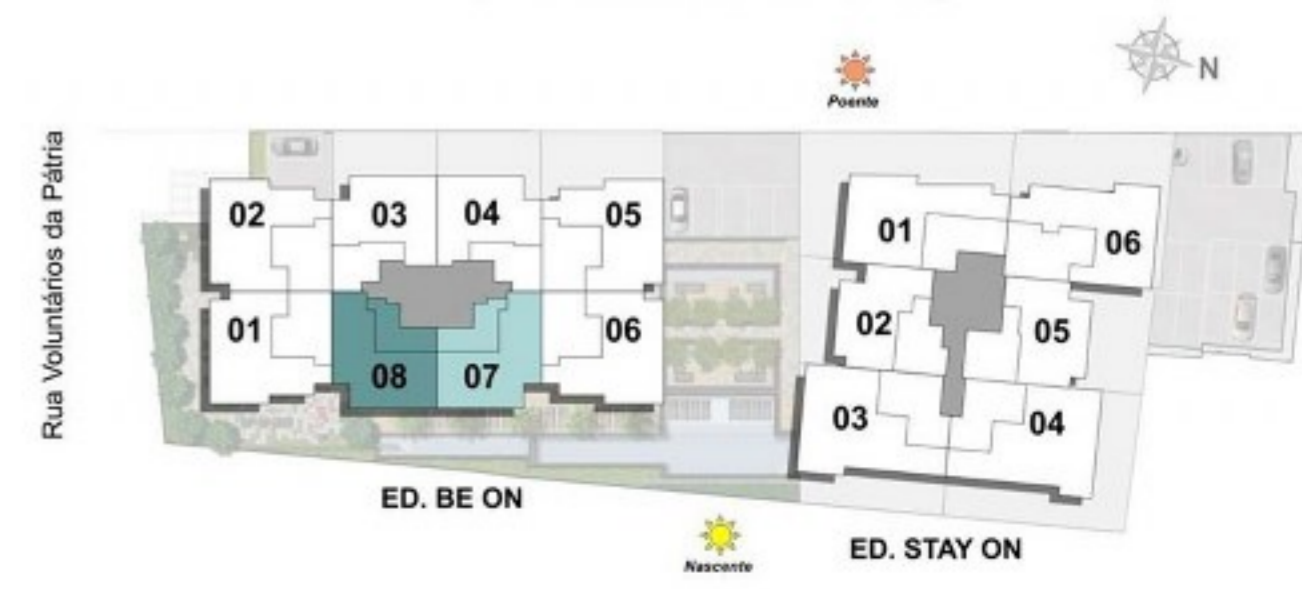 N
Poente
Rua Voluntários da Pátria
02
03
04
05
01
08
07
06
01
06
02
05
03
04
ED. BE ON
Nascente
ED. STAY ON